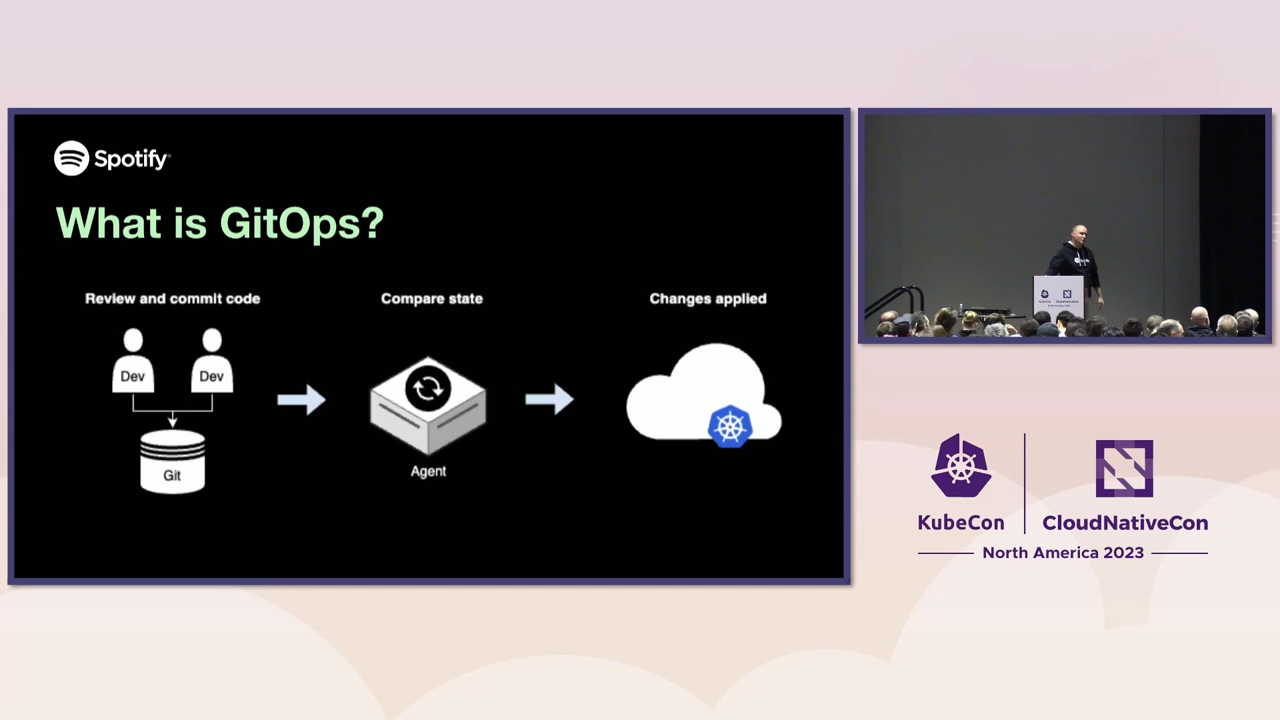 Spotify
What is GitOps?
Review and commit code
Compare state
Changes applied
Dev
Dev
Git
Agent
KubeCon
CloudNativeCon
North America 2023